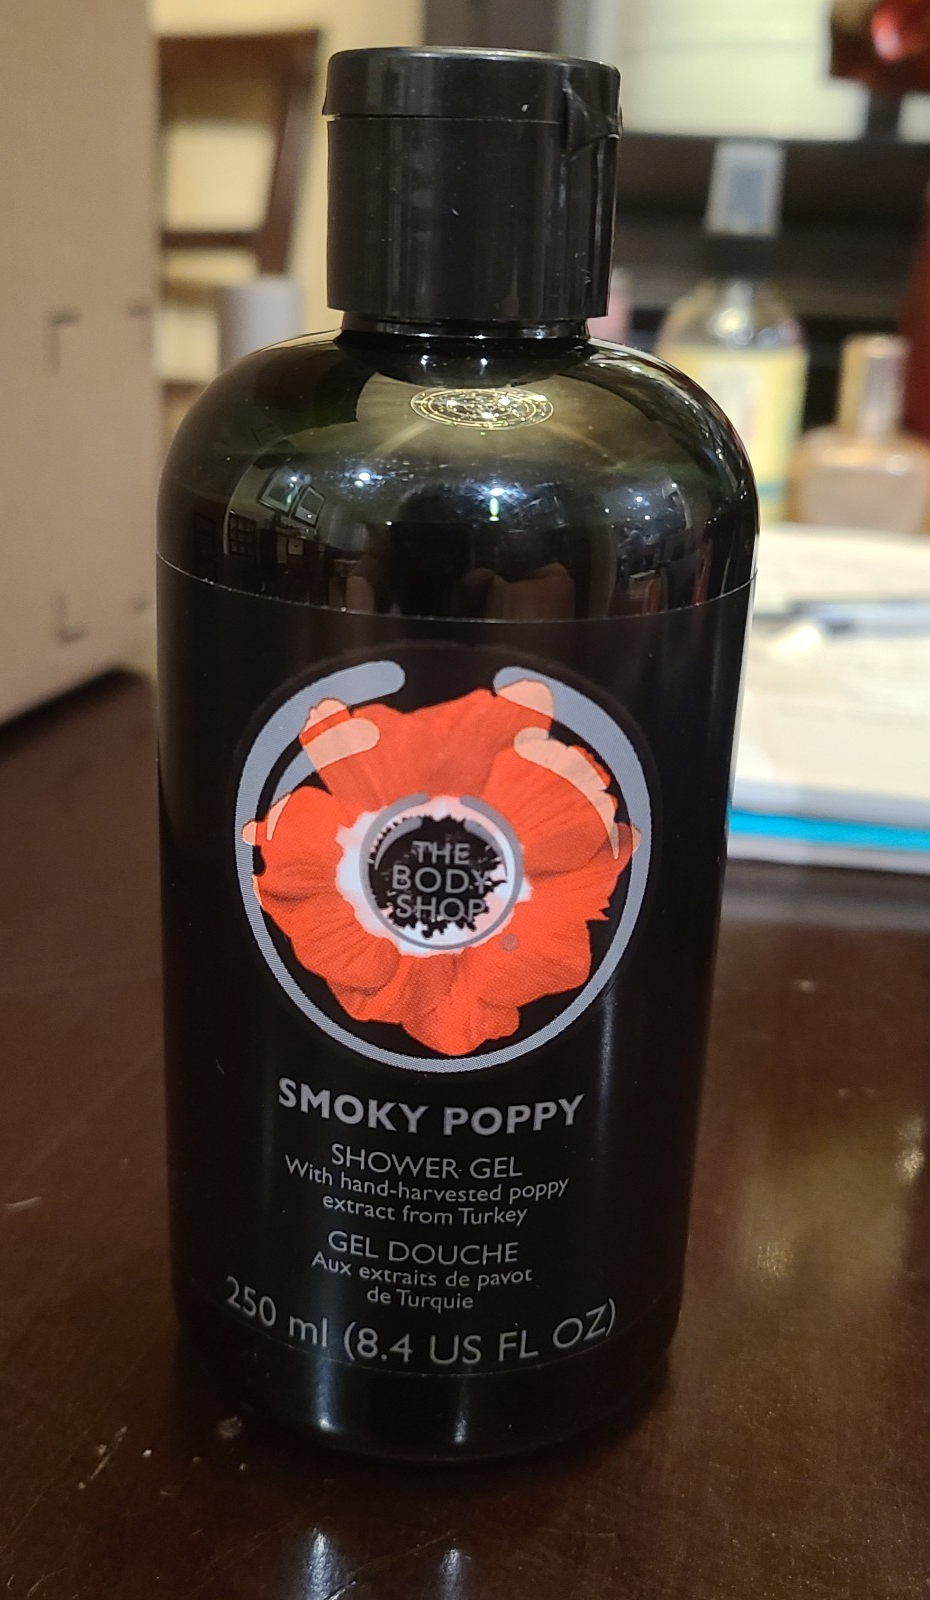 THE
BODY
SHOP
®
SMOKY POPPY
SHOWER GEL
With hand-harvested poppy
extract from Turkey
GEL DOUCHE
Aux extraits de pavot
de Turquie
250 ml (8.4 US FL OZ)